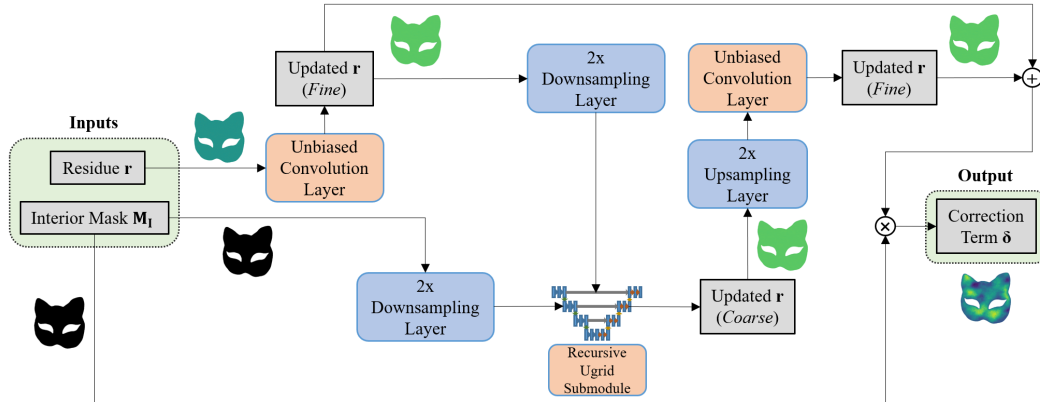 Inputs
Residue r
Interior Mask M_I
Unbiased
Convolution
Layer
Updated r
(Fine)
2x
Downsampling
Layer
2x
Downsampling
Layer
Recursive
Ugrid
Submodule
Updated r
(Coarse)
2x
Upsampling
Layer
Unbiased
Convolution
Layer
Updated r
(Fine)
+
×
Output
Correction
Term δ